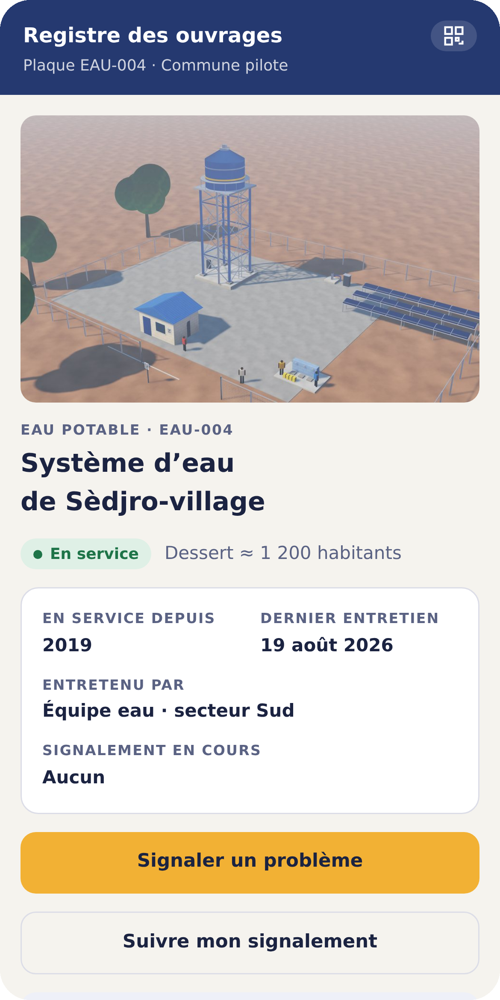 Registre des ouvrages
Plaque EAU-004 · Commune pilote
EAU POTABLE · EAU-004
Système d’eau
de Sèdjro-village
En service
Dessert ≈ 1 200 habitants
EN SERVICE DEPUIS
DERNIER ENTRETIEN
2019
19 août 2026
ENTRETENU PAR
Équipe eau · secteur Sud
SIGNALEMENT EN COURS
Aucun
Signaler un problème
Suivre mon signalement